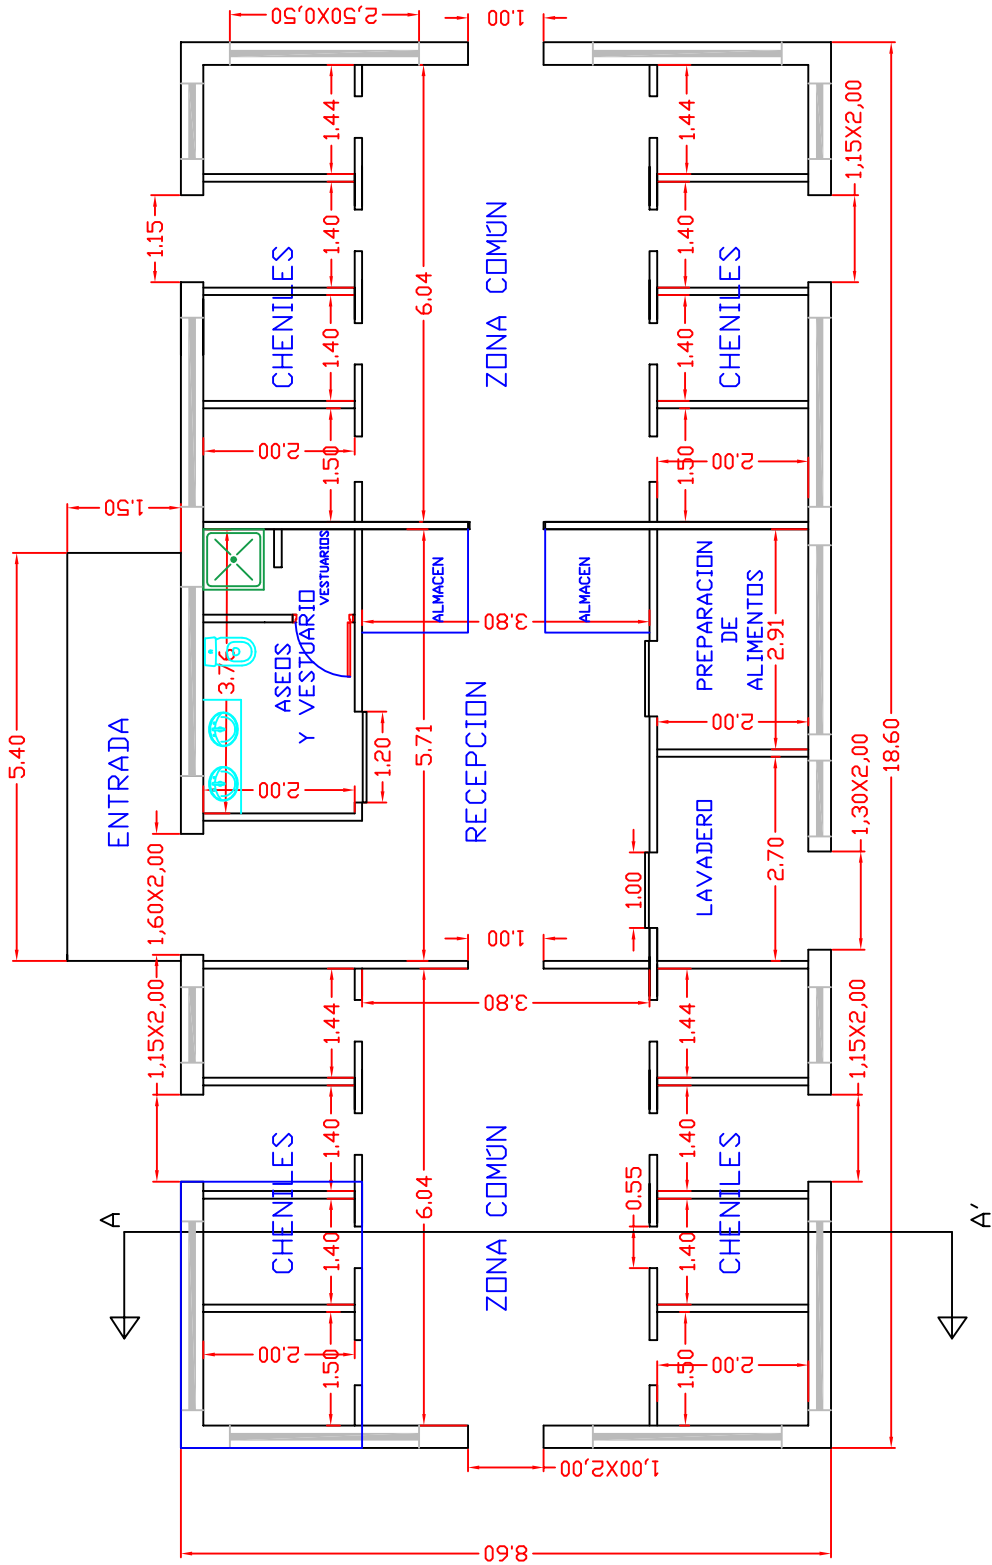 2,50X0,50
1.00
1.44
1.44
1,15X2,00
1.15
1.40
6.04
ZONA COMÚN
1.40
CHENILES
CHENILES
1.40
1.40
2.00
1.50
1.50
2.00
1.50
5.40
VESTUARIOS
ALMACEN
ALMACEN
3.80
PREPARACION
DE
ALIMENTOS
2.91
3.76
ASEOS
Y VESTUARIO
ENTRADA
1.20
5.71
RECEPCION
2.00
2.00
18.60
1,30X2,00
LAVADERO
2.70
1,60X2,00
1.00
1.00
1,15X2,00
1.44
3.80
1.44
1,15X2,00
1.40
CHENILES
ZONA COMÚN
1.40
CHENILES
6.04
0.55
A
A'
1.40
1.40
2.00
1.50
1.50
2.00
1,00X2,00
8.60